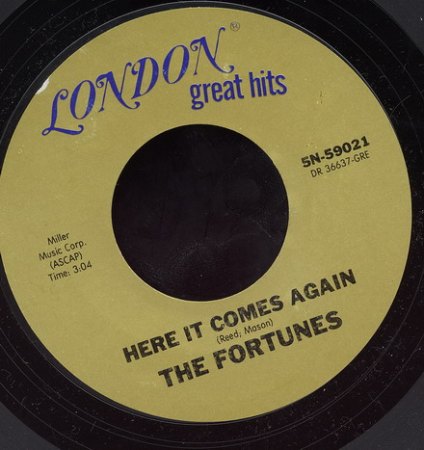 LONDON®
great hits
5N-59021
DR 36637-GRE
Miller
Music Corp.
(ASCAP)
Time: 3:04
HERE IT COMES AGAIN
(Reed; Mason)
THE FORTUNES